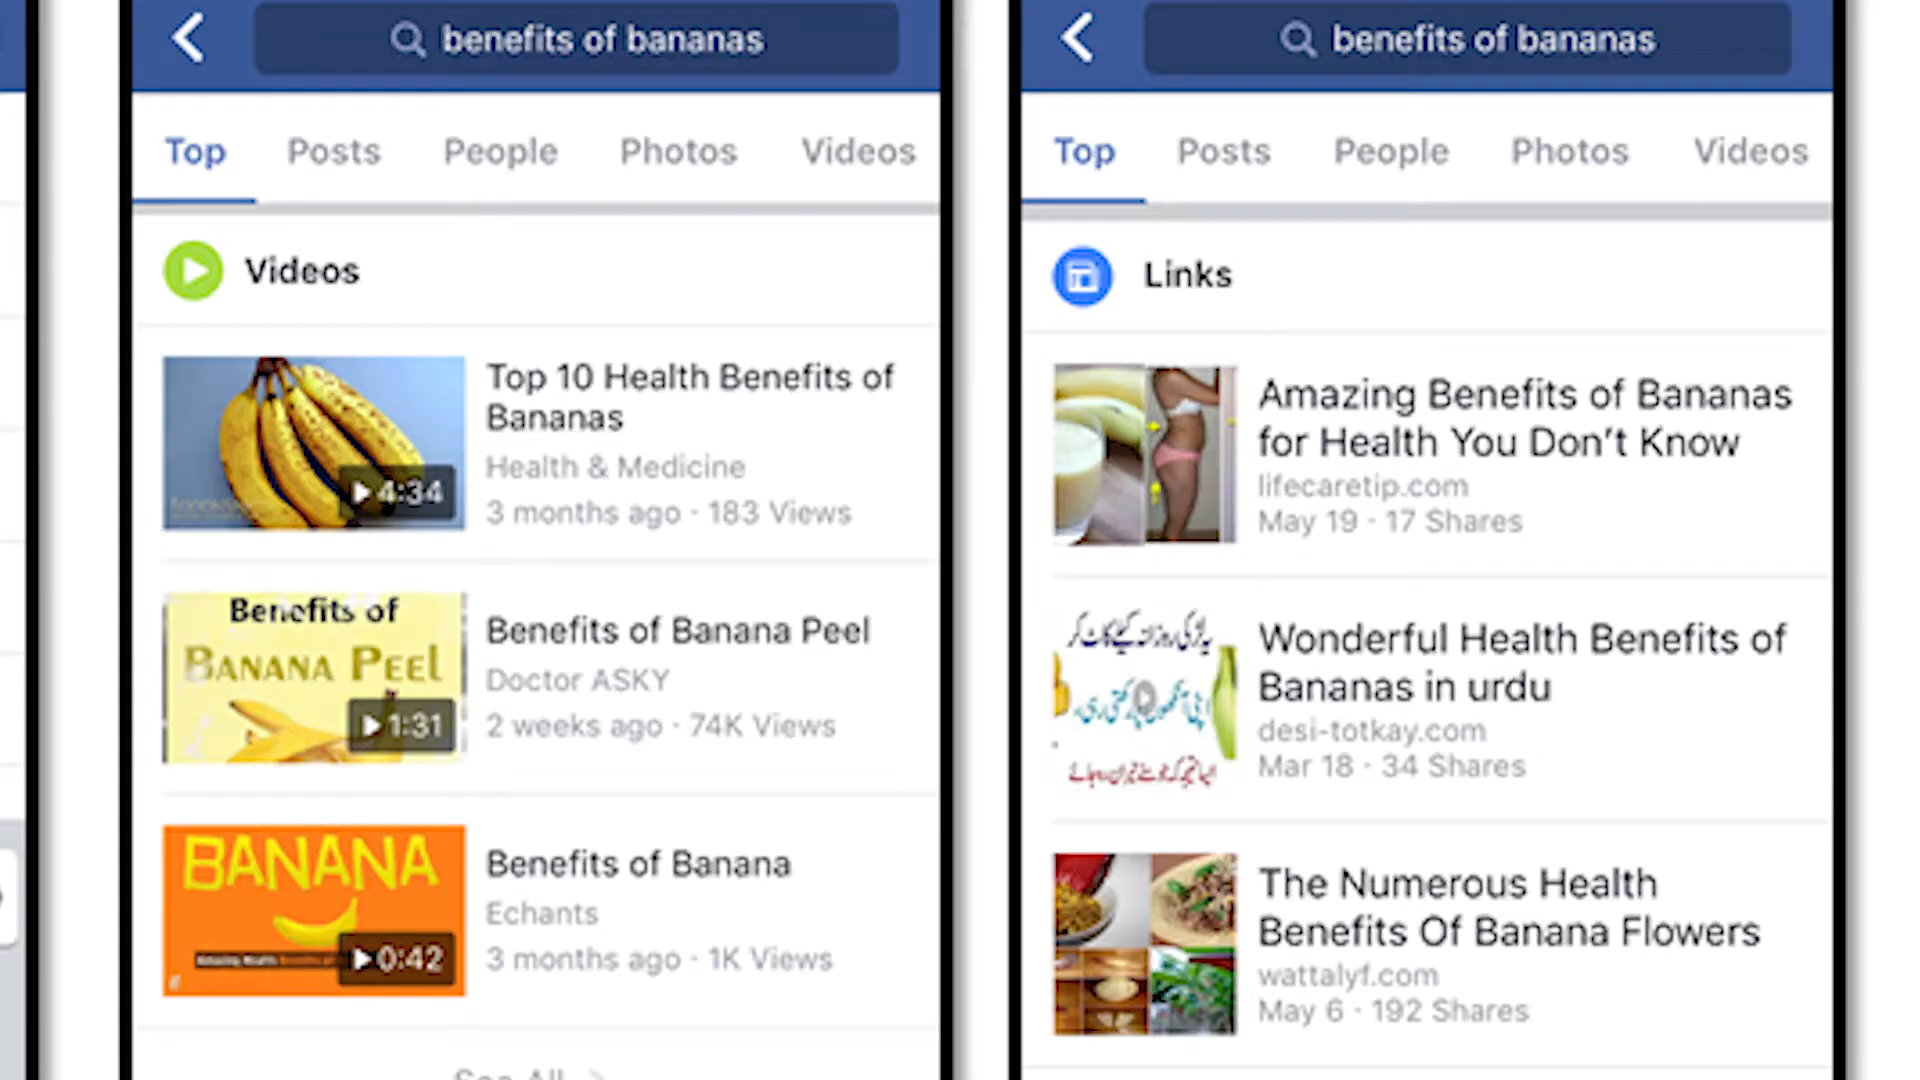 benefits of bananas
Top Posts People Photos Videos
Videos
Top 10 Health Benefits of
Bananas
Health & Medicine
3 months ago · 183 Views
4:34
Benefits of
BANANA PEEL
1:31
Benefits of Banana Peel
Doctor ASKY
2 weeks ago · 74K Views
BANANA
0:42
Benefits of Banana
Echants
3 months ago · 1K Views
See All
benefits of bananas
Top Posts People Photos Videos
Links
Amazing Benefits of Bananas
for Health You Don't Know
lifecaretip.com
May 19 · 17 Shares
Wonderful Health Benefits of
Bananas in urdu
desi-totkay.com
Mar 18 · 34 Shares
The Numerous Health
Benefits Of Banana Flowers
wattalyf.com
May 6 · 192 Shares